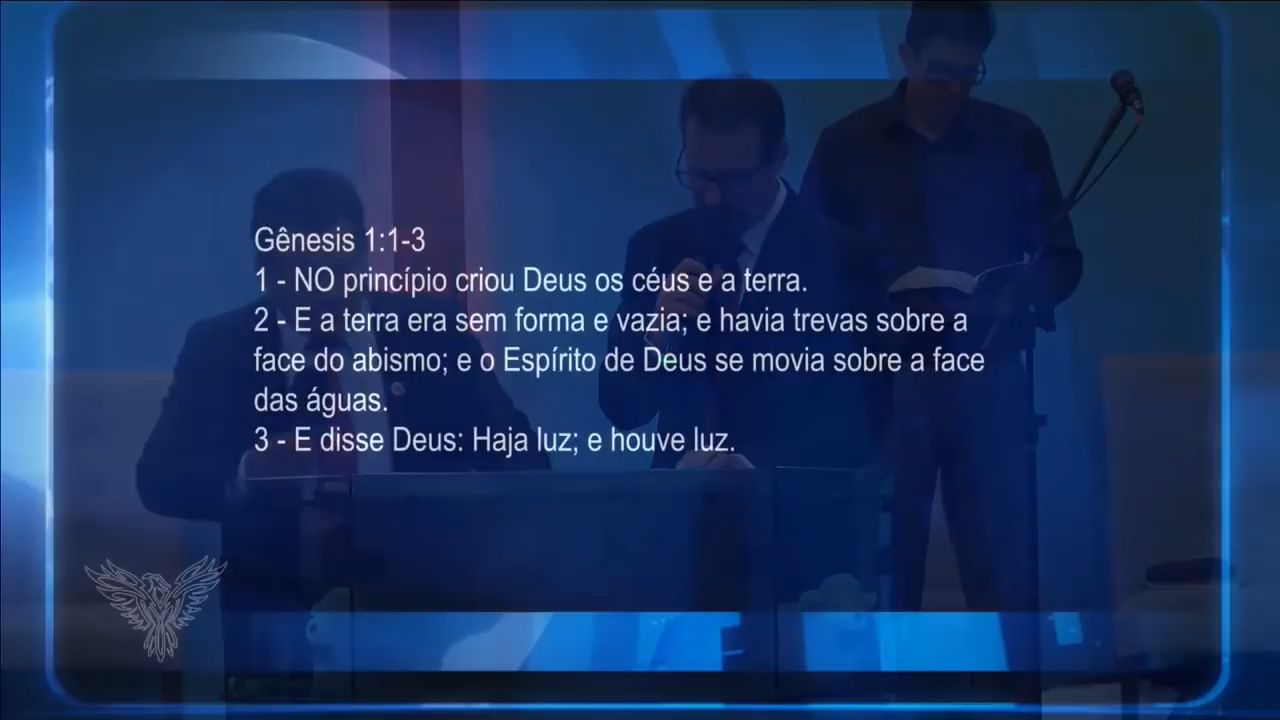 Gênesis 1:1-3
1 - NO princípio criou Deus os céus e a terra.
2 - E a terra era sem forma e vazia; e havia trevas sobre a
face do abismo; e o Espírito de Deus se movia sobre a face
das águas.
3 - E disse Deus: Haja luz; e houve luz.